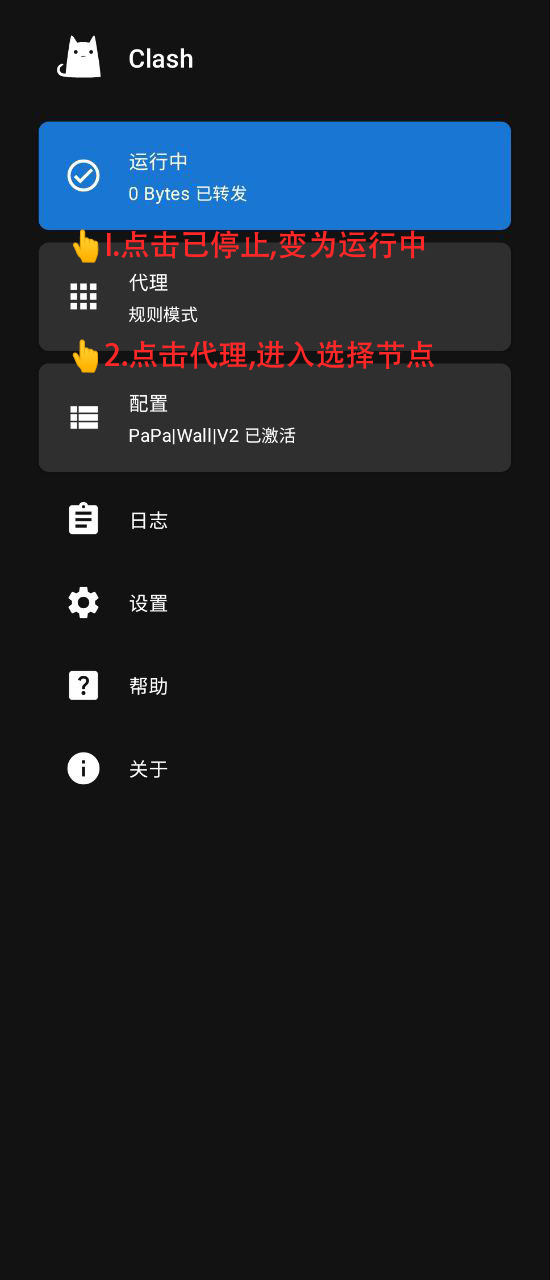 Clash
运行中
0 Bytes 已转发
👆1.点击已停止,变为运行中
代理
规则模式
👆2.点击代理,进入选择节点
配置
PaPa|Wall|V2 已激活
日志
设置
帮助
关于